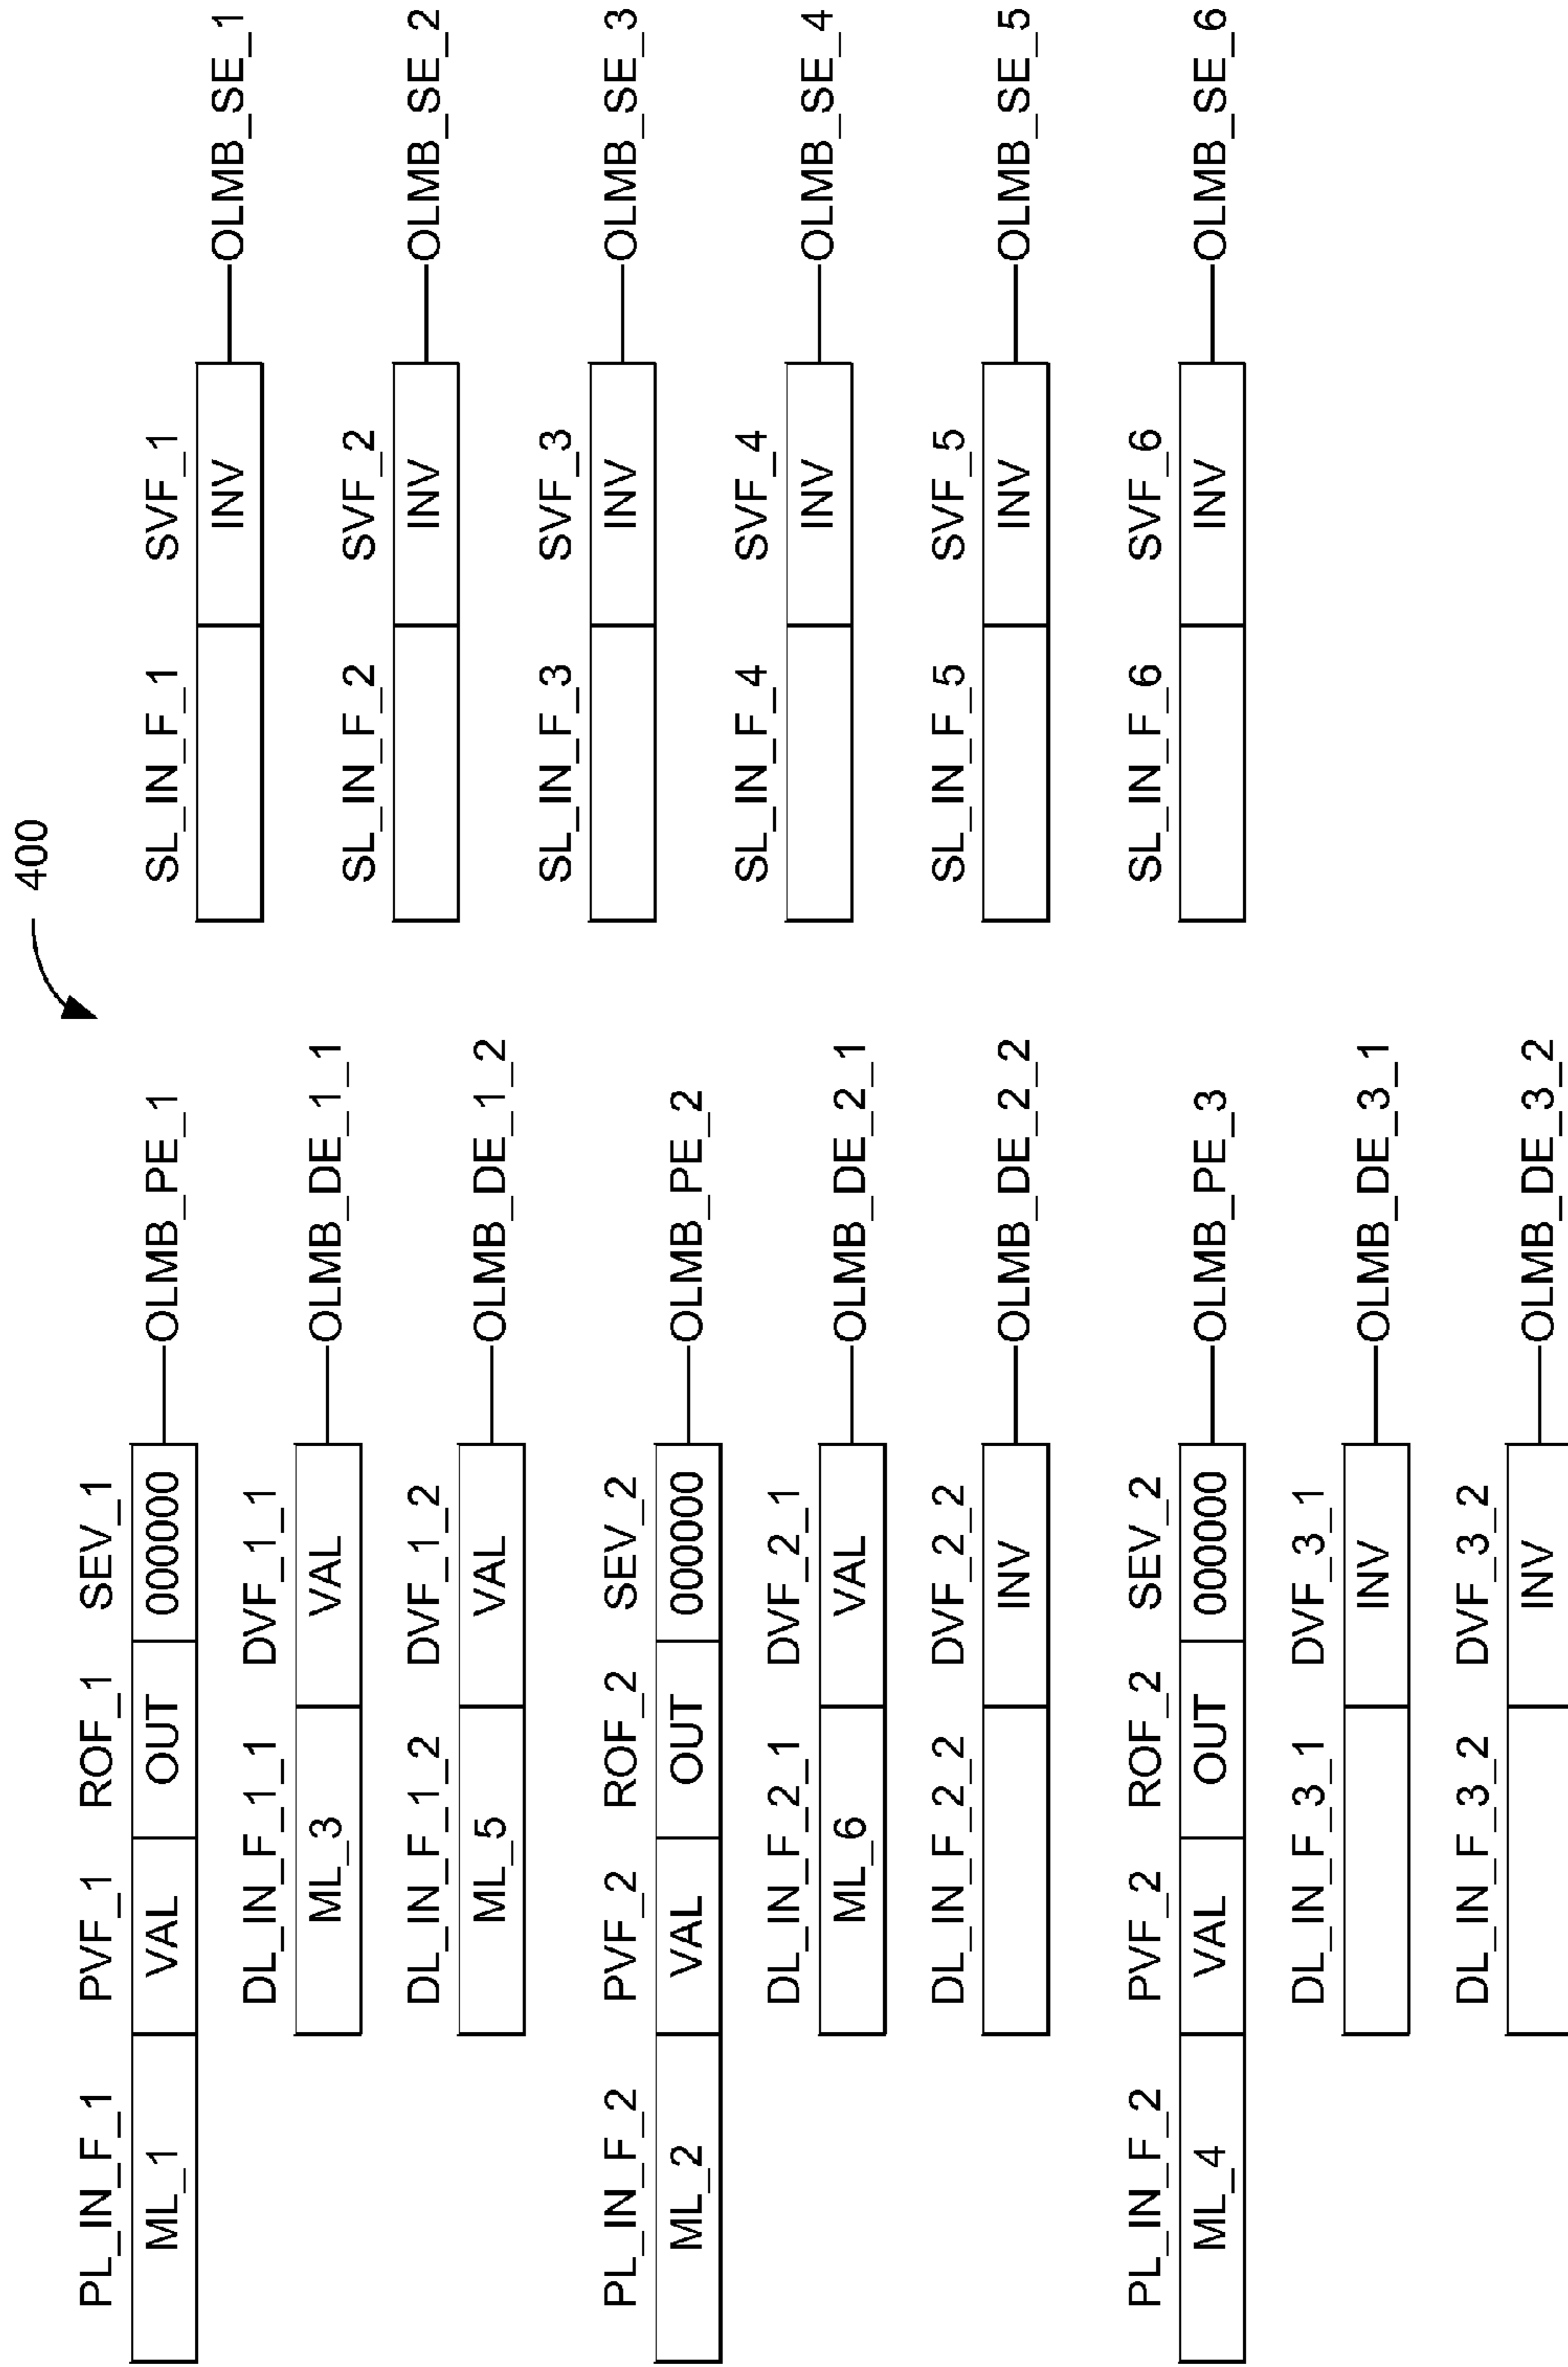 400
PL_IN_F_1 PVF_1 ROF_1 SEV_1
ML_1 VAL OUT 000000 OLMB_PE_1
DL_IN_F_1_1 DVF_1_1
ML_3 VAL OLMB_DE_1_1
DL_IN_F_1_2 DVF_1_2
ML_5 VAL OLMB_DE_1_2
PL_IN_F_2 PVF_2 ROF_2 SEV_2
ML_2 VAL OUT 000000 OLMB_PE_2
DL_IN_F_2_1 DVF_2_1
ML_6 VAL OLMB_DE_2_1
DL_IN_F_2_2 DVF_2_2
INV OLMB_DE_2_2
PL_IN_F_2 PVF_2 ROF_2 SEV_2
ML_4 VAL OUT 000000 OLMB_PE_3
DL_IN_F_3_1 DVF_3_1
INV OLMB_DE_3_1
DL_IN_F_3_2 DVF_3_2
INV OLMB_DE_3_2
SL_IN_F_1 SVF_1
INV OLMB_SE_1
SL_IN_F_2 SVF_2
INV OLMB_SE_2
SL_IN_F_3 SVF_3
INV OLMB_SE_3
SL_IN_F_4 SVF_4
INV OLMB_SE_4
SL_IN_F_5 SVF_5
INV OLMB_SE_5
SL_IN_F_6 SVF_6
INV OLMB_SE_6